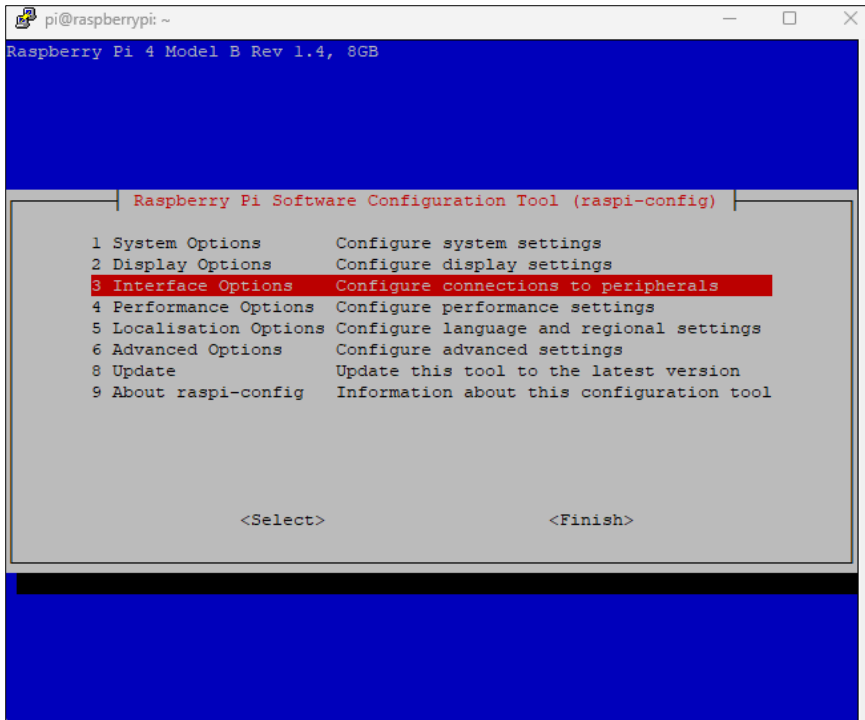 pi@raspberrypi: ~
Raspberry Pi 4 Model B Rev 1.4, 8GB
Raspberry Pi Software Configuration Tool (raspi-config)
1 System Options Configure system settings
2 Display Options Configure display settings
3 Interface Options Configure connections to peripherals
4 Performance Options Configure performance settings
5 Localisation Options Configure language and regional settings
6 Advanced Options Configure advanced settings
8 Update Update this tool to the latest version
9 About raspi-config Information about this configuration tool
<Select> <Finish>